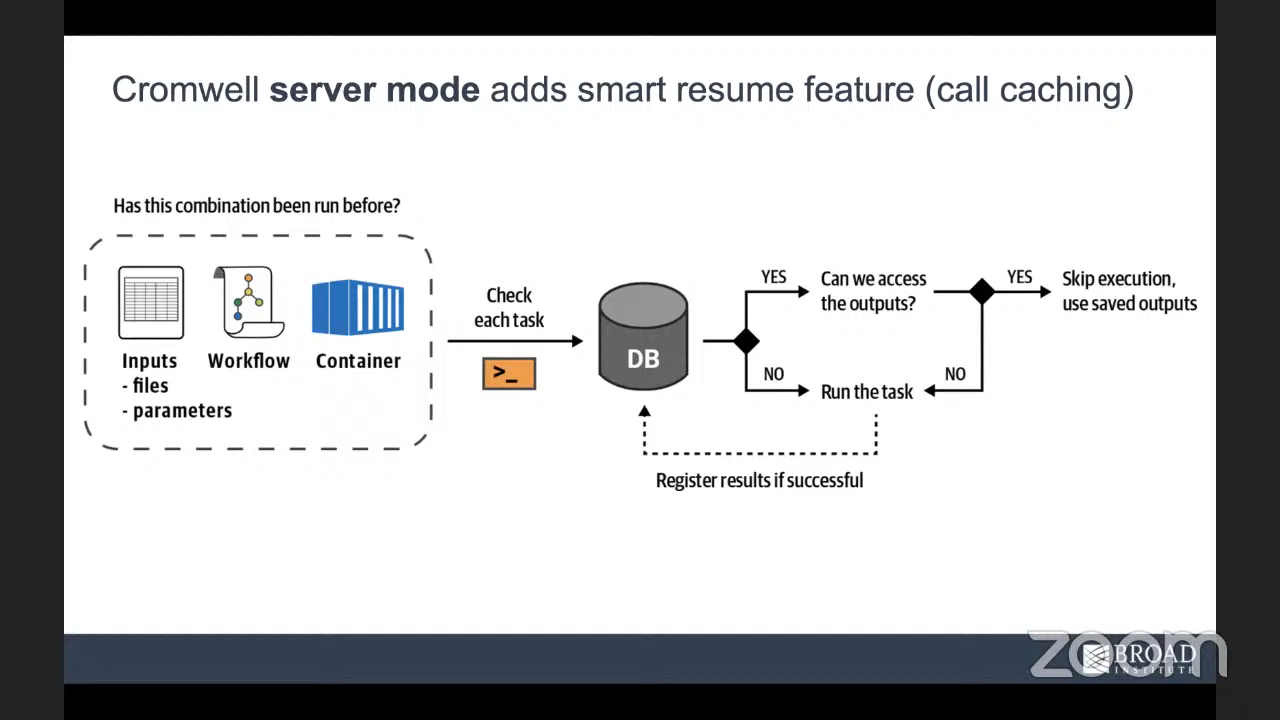 Cromwell server mode adds smart resume feature (call caching)
Has this combination been run before?
Inputs
- files
- parameters
Workflow
Container
Check
each task
>_
DB
YES
Can we access
the outputs?
YES
Skip execution,
use saved outputs
NO
Run the task
NO
Register results if successful
zoom
BROAD
INSTITUTE